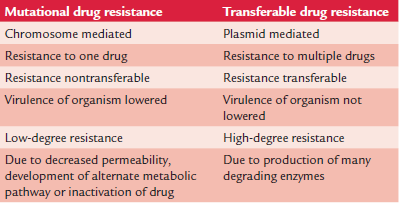 Mutational drug resistance Transferable drug resistance
Chromosome mediated Plasmid mediated
Resistance to one drug Resistance to multiple drugs
Resistance nontransferable Resistance transferable
Virulence of organism lowered Virulence of organism not
lowered
Low-degree resistance High-degree resistance
Due to decreased permeability, Due to production of many
development of alternate metabolic degrading enzymes
pathway or inactivation of drug